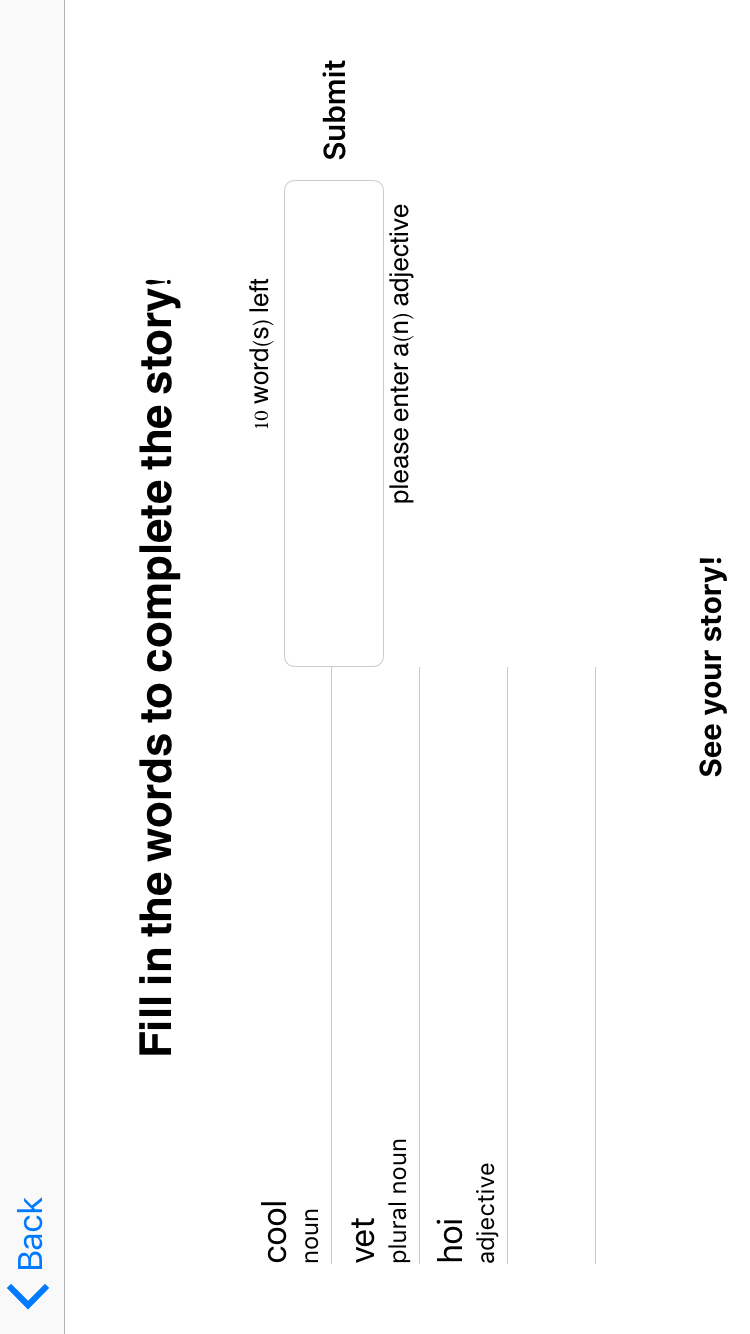 Back
Fill in the words to complete the story!
cool
noun
vet
plural noun
hoi
adjective
10 word(s) left
Submit
please enter a(n) adjective
See your story!